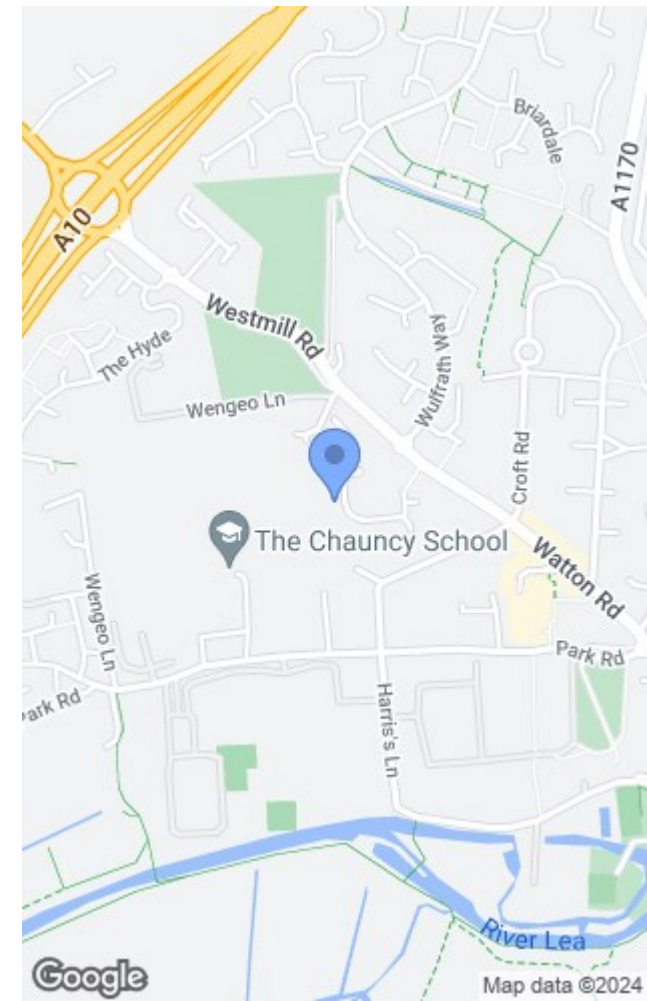 Briardale
A1170
A10
Westmill Rd
The Hyde
Wulfrath Way
Wengeo Ln
Croft Rd
The Chauncy School
Watton Rd
Wengeo Ln
Park Rd
Park Rd
Harris's Ln
River Lea
Google
Map data ©2024